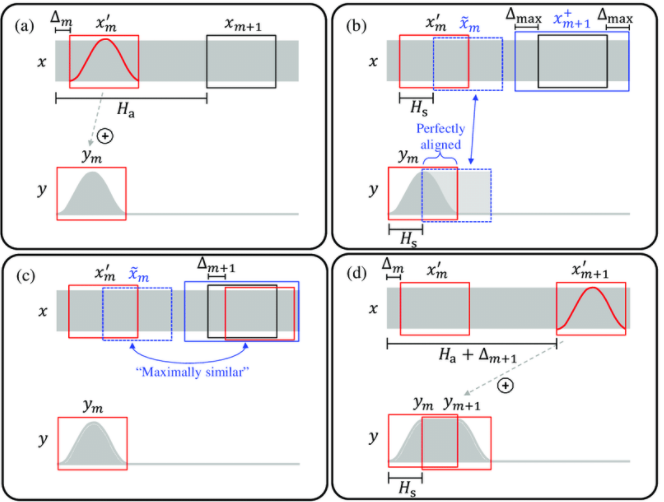 (a) Δm x′m xm+1
x
Ha
+
ym
y
(b) x′m x̃m Δmax x+m+1 Δmax
x
Hs
Perfectly
aligned
ym
y
Hs
(c) x′m x̃m Δm+1
x
"Maximally similar"
ym
y
(d) Δm x′m x′m+1
x
Ha + Δm+1
+
ym ym+1
y
Hs